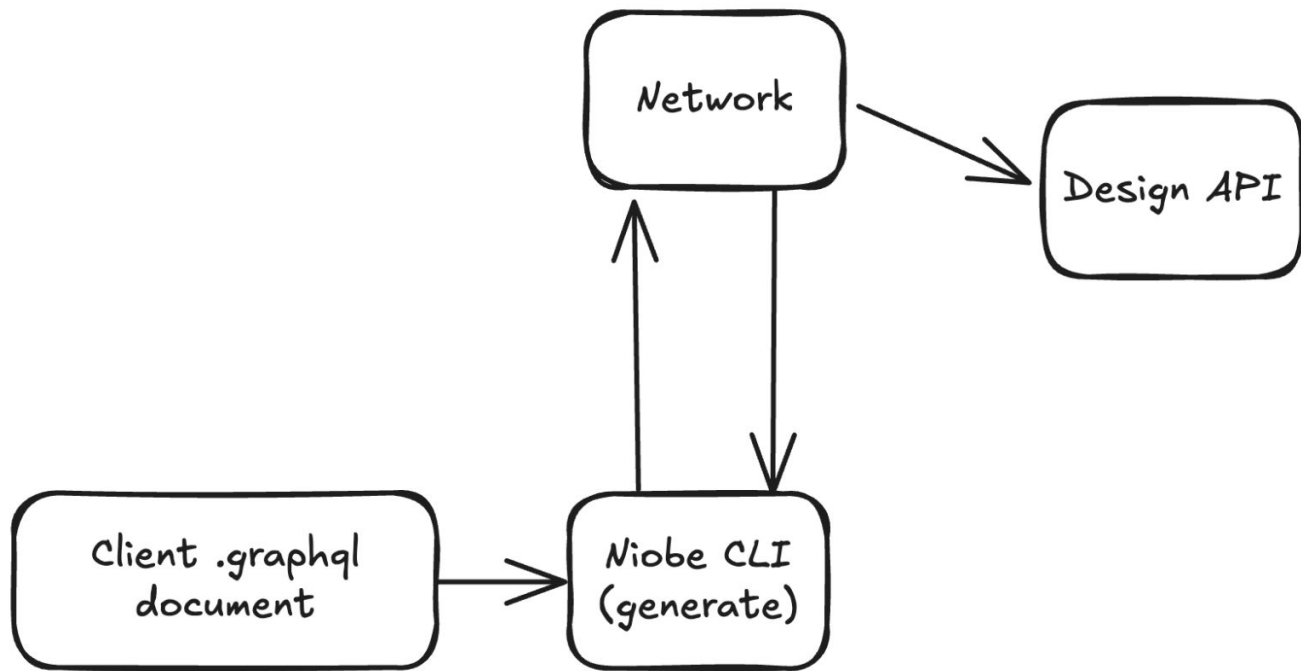 Network
Design API
Client .graphql
document
Niobe CLI
(generate)